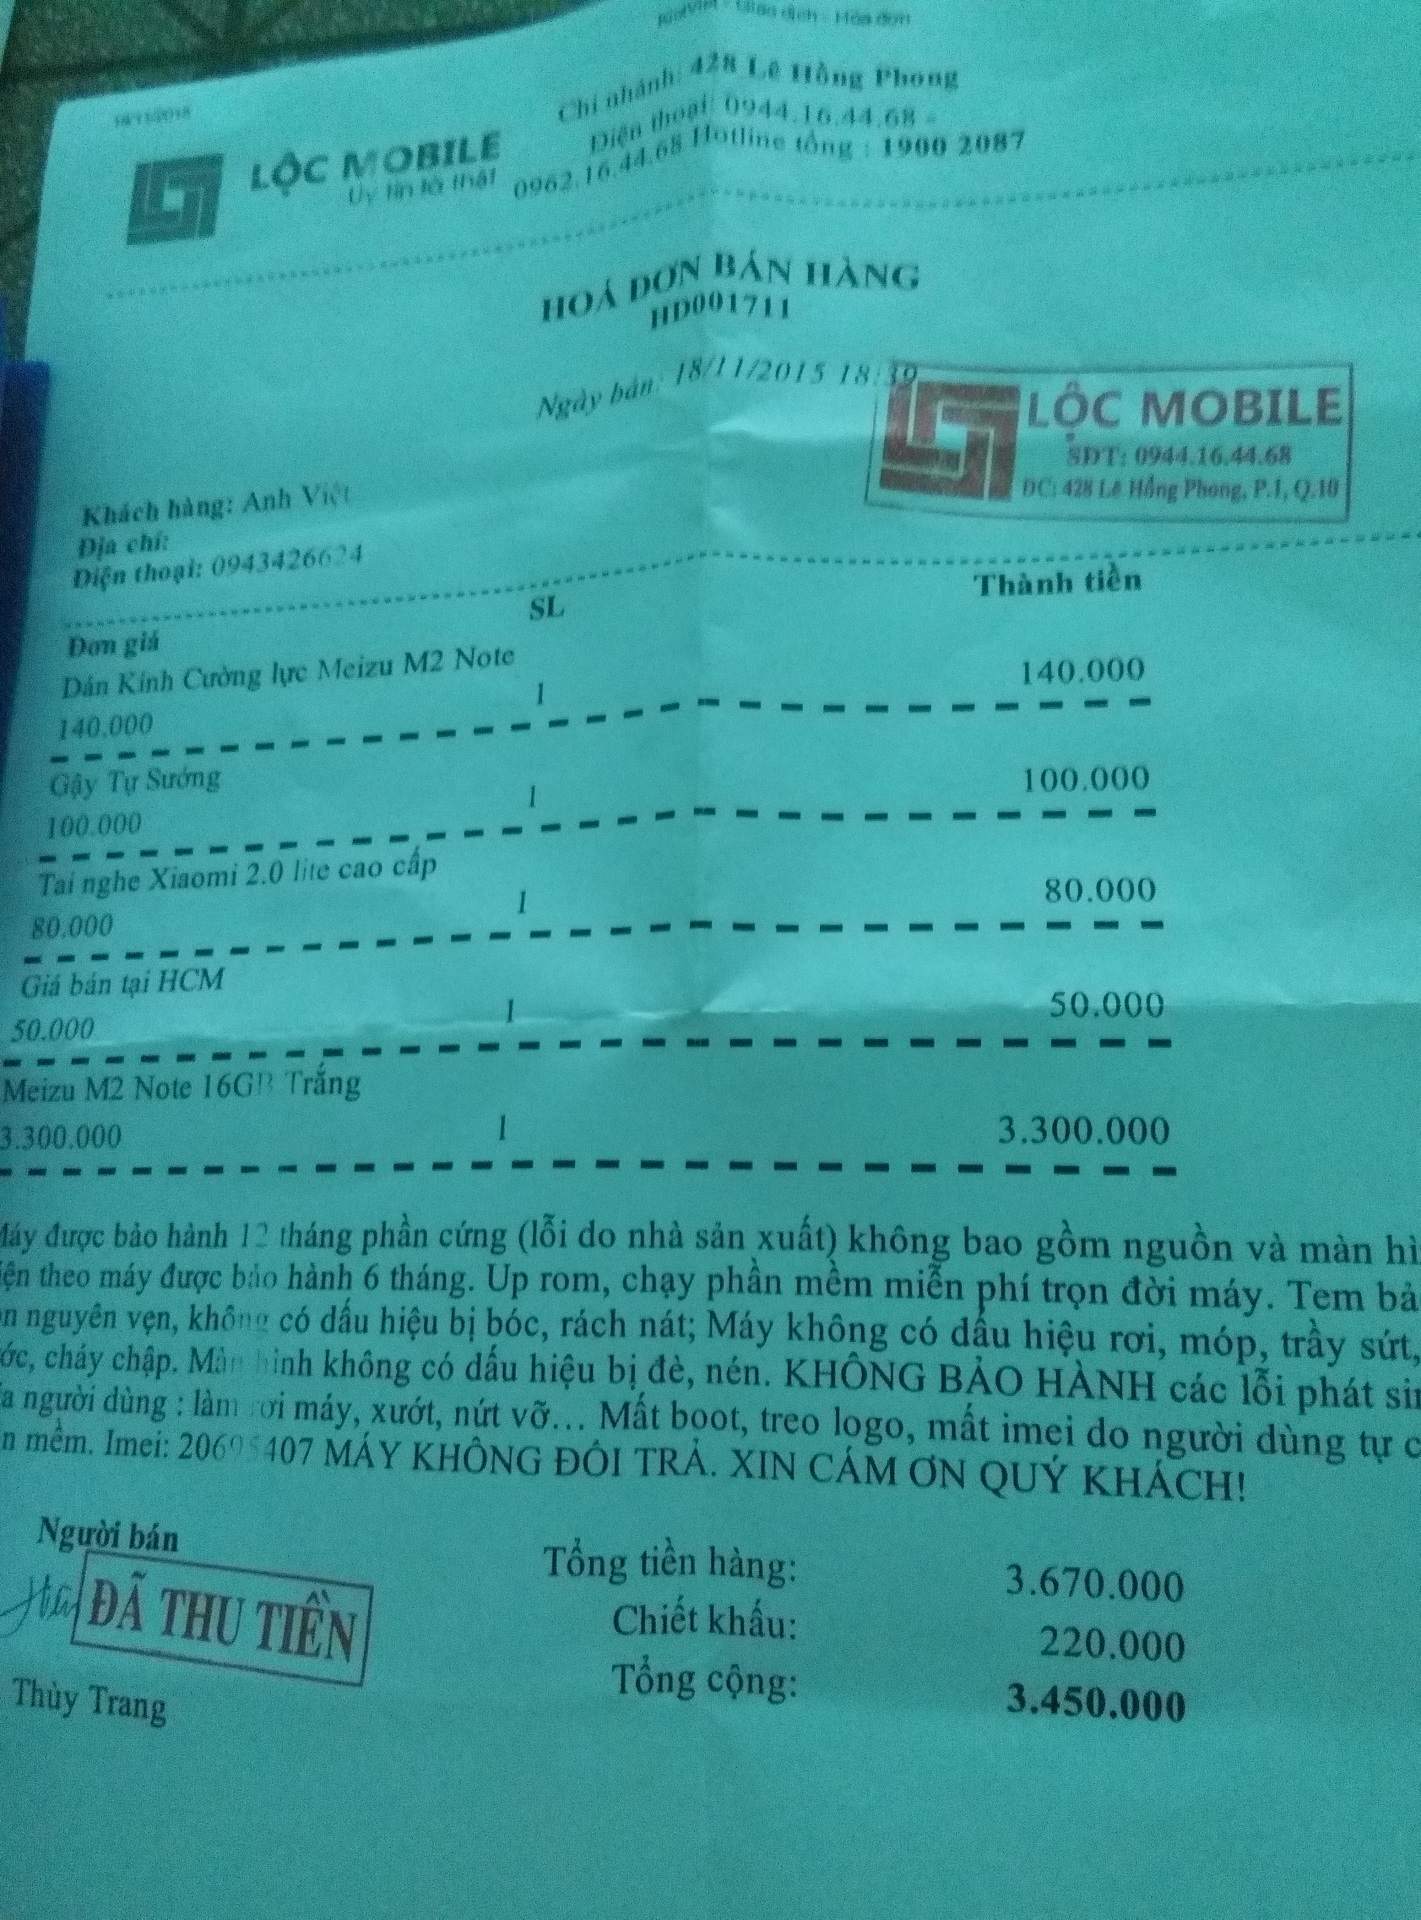 Giao dịch - Hóa đơn
Chi nhánh: 428 Lê Hồng Phong
Điện thoại: 0944.16.44.68 -
0962.16.44.68 Hotline tổng : 1900 2087
LỘC MOBILE
Uy tín là thật
HOÁ ĐƠN BÁN HÀNG
HD001711
Ngày bán: 18/11/2015 18:39
LỘC MOBILE
SĐT: 0944.16.44.68
ĐC: 428 Lê Hồng Phong, P.1, Q.10
Khách hàng: Anh Việt
Địa chỉ:
Điện thoại: 0943426624
Đơn giá SL Thành tiền
Dán Kính Cường lực Meizu M2 Note
140.000 1 140.000
Gậy Tự Sướng
100.000 1 100.000
Tai nghe Xiaomi 2.0 lite cao cấp
80.000 1 80.000
Giá bán tại HCM
50.000 1 50.000
Meizu M2 Note 16GB Trắng
3.300.000 1 3.300.000
Máy được bảo hành 12 tháng phần cứng (lỗi do nhà sản xuất) không bao gồm nguồn và màn
theo máy được bảo hành 6 tháng. Up rom, chạy phần mềm miễn phí trọn đời máy. Tem
nguyên vẹn, không có dấu hiệu bị bóc, rách nát; Máy không có dấu hiệu rơi, móp, trầy sứt,
cháy chập. Màn hình không có dấu hiệu bị đè, nén. KHÔNG BẢO HÀNH các lỗi phát
người dùng : làm rơi máy, xướt, nứt vỡ... Mất boot, treo logo, mất imei do người dùng tự
mềm. Imei: MÁY KHÔNG ĐỔI TRẢ. XIN CÁM ƠN QUÝ KHÁCH!
Người bán
ĐÃ THU TIỀN
Thùy Trang
Tổng tiền hàng: 3.670.000
Chiết khấu: 220.000
Tổng cộng: 3.450.000